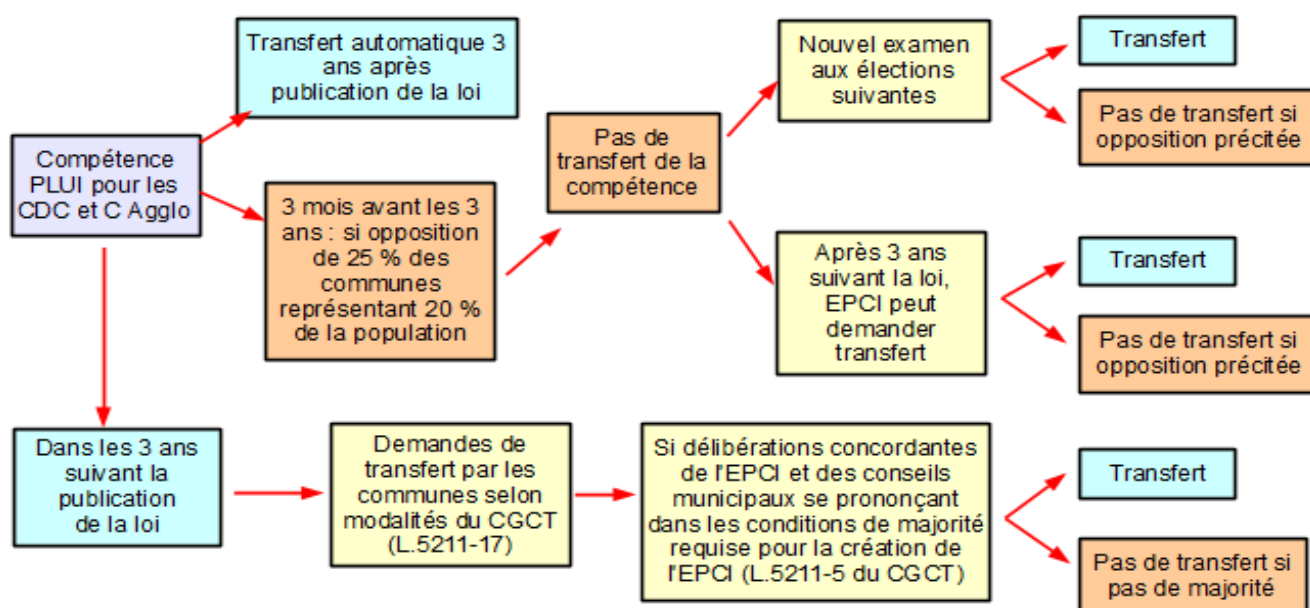 Compétence
PLUI pour les
CDC et C Agglo
Transfert automatique 3
ans après
publication de la loi
3 mois avant les 3
ans : si opposition
de 25 % des
communes
représentant 20 %
de la population
Pas de
transfert de la
compétence
Nouvel examen
aux élections
suivantes
Transfert
Pas de transfert si
opposition précitée
Après 3 ans
suivant la loi,
EPCI peut
demander
transfert
Transfert
Pas de transfert si
opposition précitée
Dans les 3 ans
suivant la
publication
de la loi
Demandes de
transfert par les
communes selon
modalités du CGCT
(L.5211-17)
Si délibérations concordantes
de l'EPCI et des conseils
municipaux se prononçant
dans les conditions de majorité
requise pour la création de
l'EPCI (L.5211-5 du CGCT)
Transfert
Pas de transfert si
pas de majorité